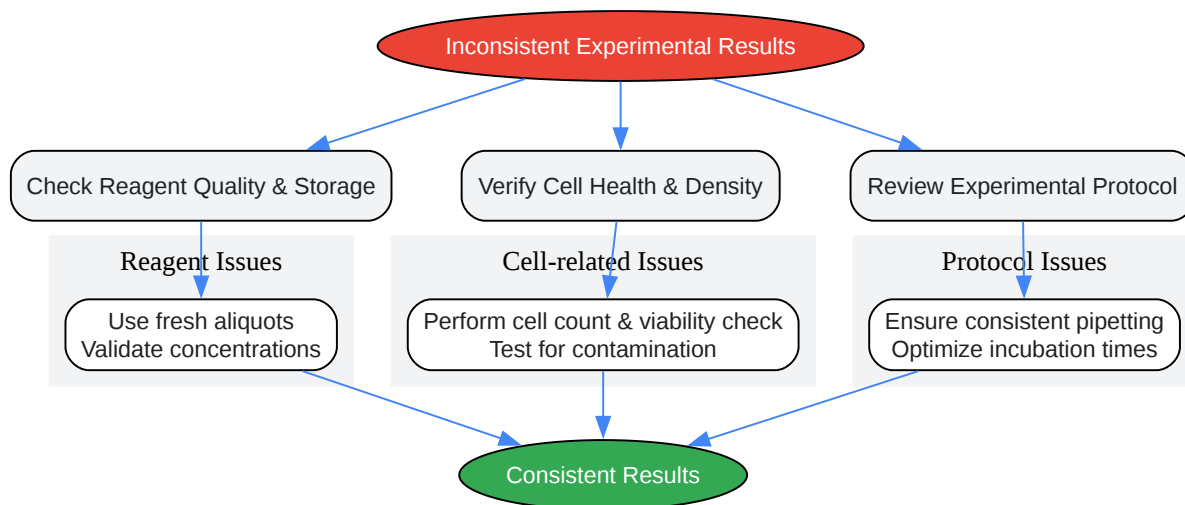 Inconsistent Experimental Results
Check Reagent Quality & Storage
Verify Cell Health & Density
Review Experimental Protocol
Reagent Issues
Cell-related Issues
Protocol Issues
Use fresh aliquots
Validate concentrations
Perform cell count & viability check
Test for contamination
Ensure consistent pipetting
Optimize incubation times
Consistent Results